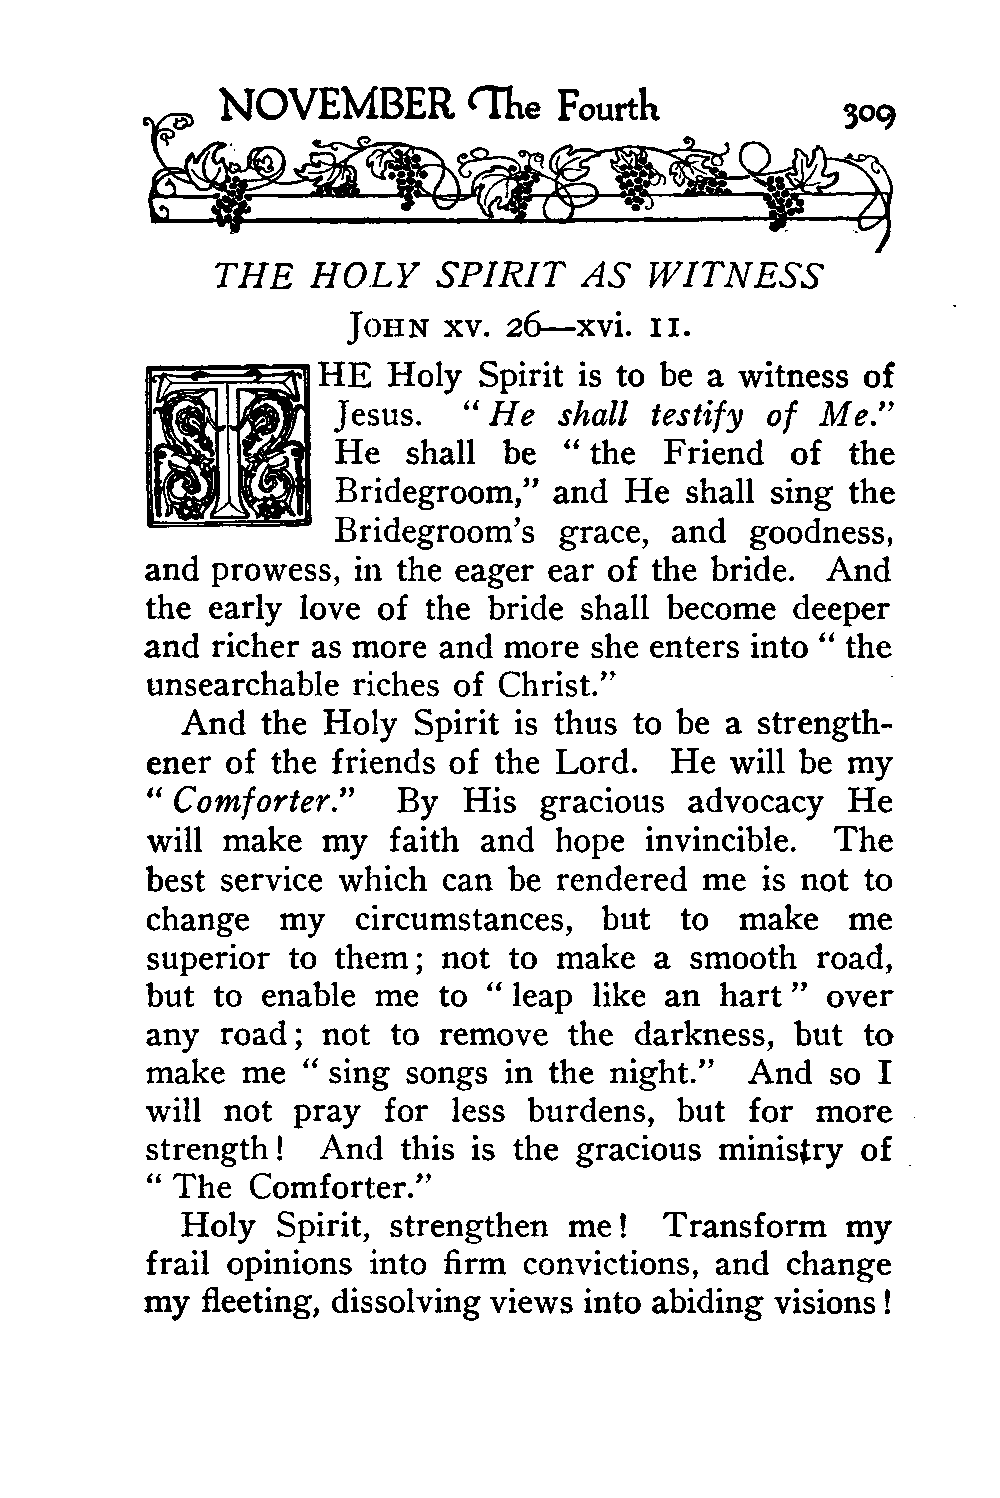 NOVEMBER The Fourth 309
THE HOLY SPIRIT AS WITNESS
JOHN xv. 26—xvi. 11.
THE Holy Spirit is to be a witness of
Jesus. “ He shall testify of Me.”
He shall be “ the Friend of the
Bridegroom,” and He shall sing the
Bridegroom’s grace, and goodness,
and prowess, in the eager ear of the bride. And
the early love of the bride shall become deeper
and richer as more and more she enters into “ the
unsearchable riches of Christ.”
And the Holy Spirit is thus to be a strength-
ener of the friends of the Lord. He will be my
“ Comforter.” By His gracious advocacy He
will make my faith and hope invincible. The
best service which can be rendered me is not to
change my circumstances, but to make me
superior to them; not to make a smooth road,
but to enable me to “ leap like an hart ” over
any road; not to remove the darkness, but to
make me “ sing songs in the night.” And so I
will not pray for less burdens, but for more
strength! And this is the gracious ministry of
“ The Comforter.”
Holy Spirit, strengthen me! Transform my
frail opinions into firm convictions, and change
my fleeting, dissolving views into abiding visions!